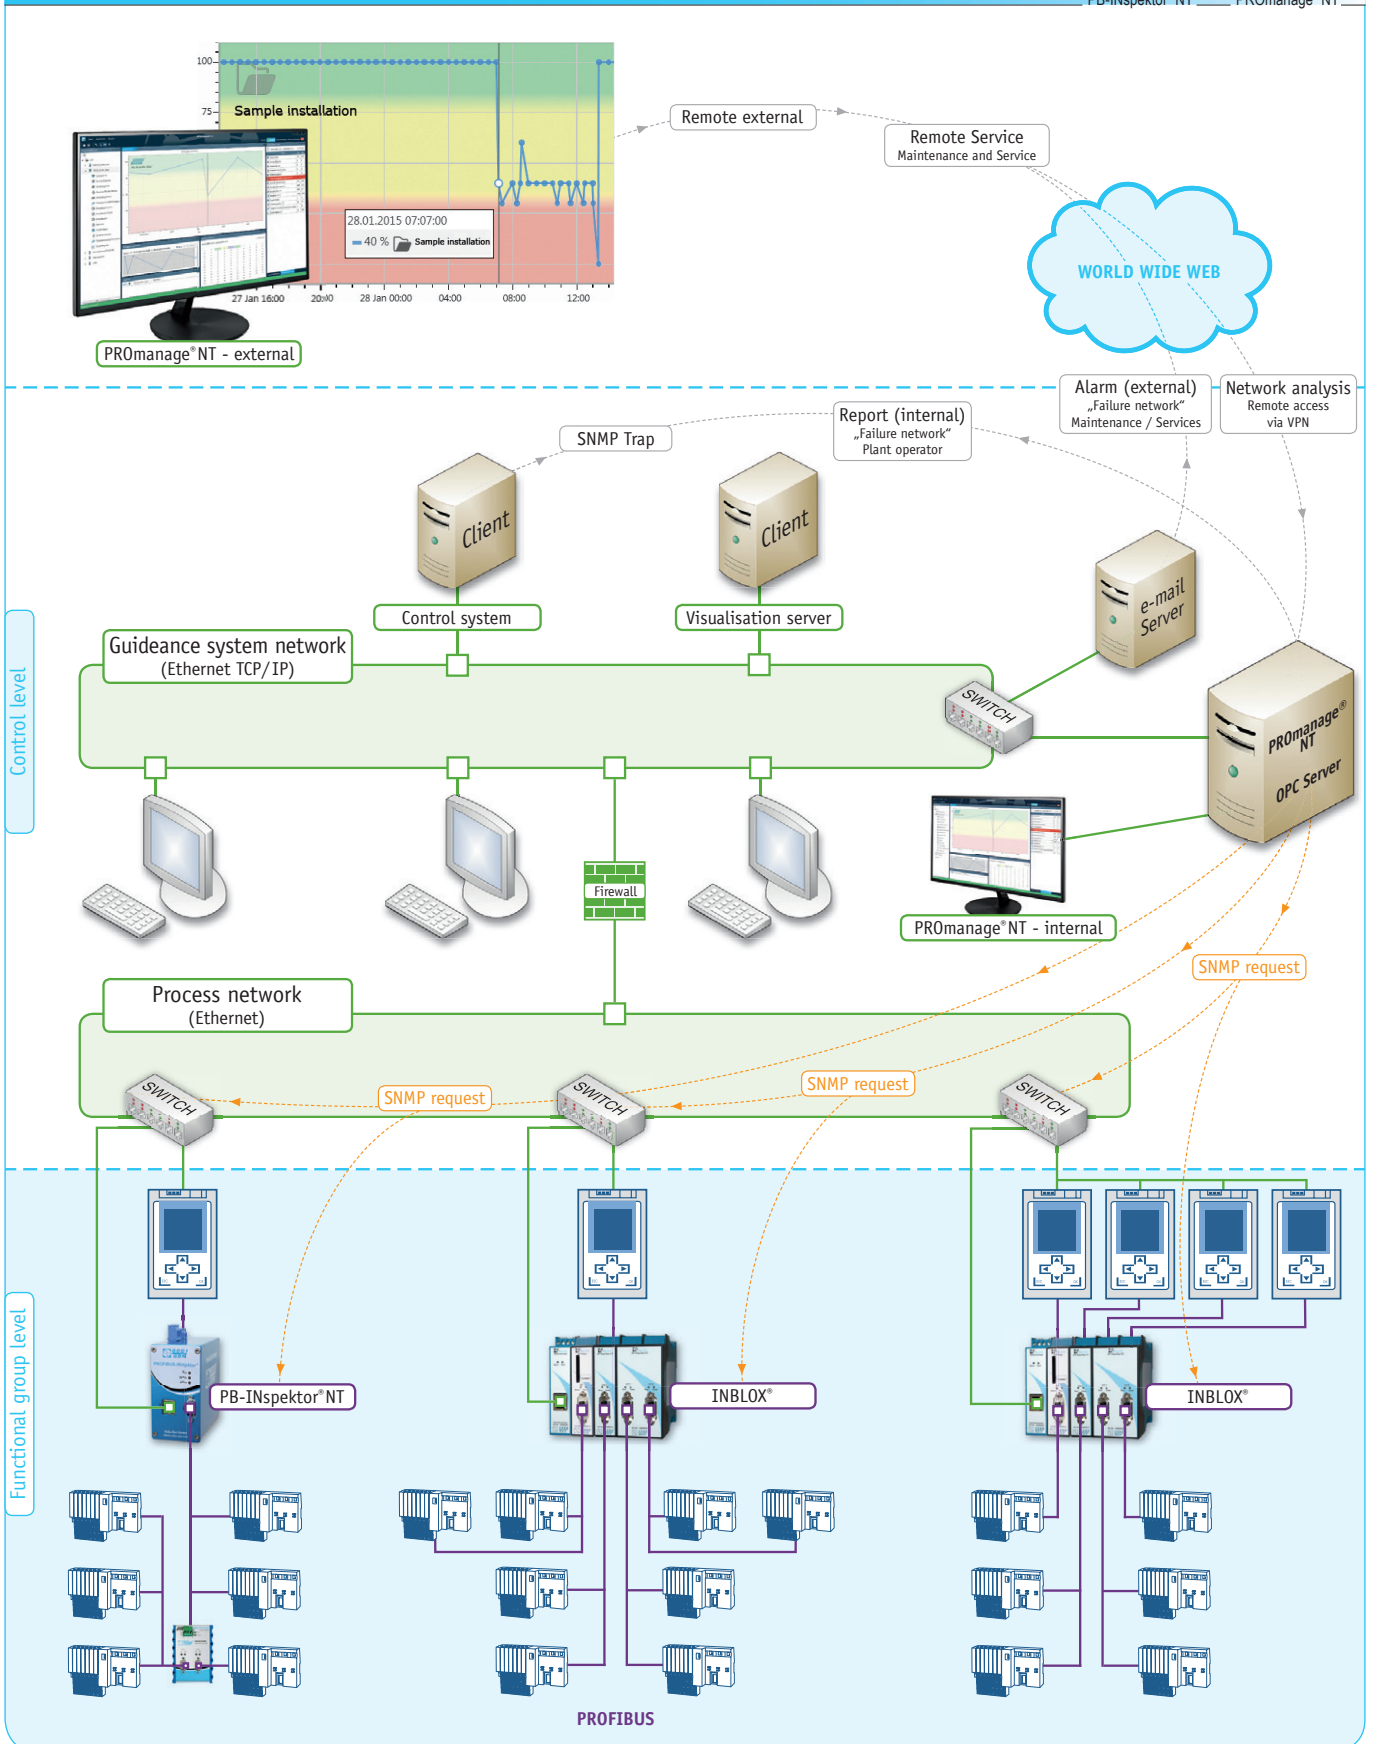 PB-INspektor® NT
PROmanage® NT
100
75
Sample installation
28.01.2015 07:07:00
40 %
Sample installation
27 Jan 16:00
20:00
28 Jan 00:00
04:00
08:00
12:00
PROmanage® NT - external
Remote external
Remote Service
Maintenance and Service
WORLD WIDE WEB
Alarm (external)
„Failure network“
Maintenance / Services
Network analysis
Remote access
via VPN
Report (internal)
„Failure network“
Plant operator
SNMP Trap
Client
Client
Control system
Visualisation server
e-mail
Server
Guideance system network
(Ethernet TCP/IP)
SWITCH
PROmanage®
NT
OPC Server
Control level
Firewall
PROmanage® NT - internal
SNMP request
Process network
(Ethernet)
SWITCH
SNMP request
SWITCH
SNMP request
SWITCH
Functional group level
PB-INspektor® NT
INBLOX®
INBLOX®
PROFIBUS